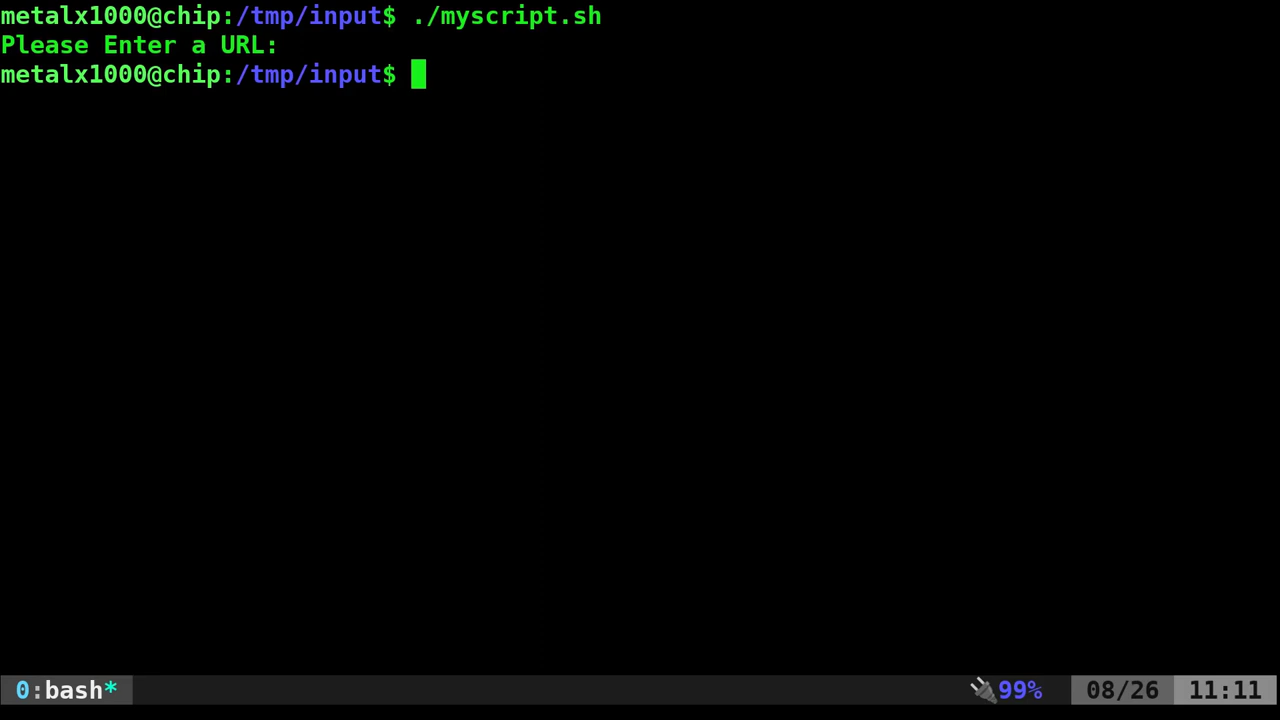 metalx1000@chip:/tmp/input$ ./myscript.sh
Please Enter a URL:
metalx1000@chip:/tmp/input$
0:bash* 99% 08/26 11:11